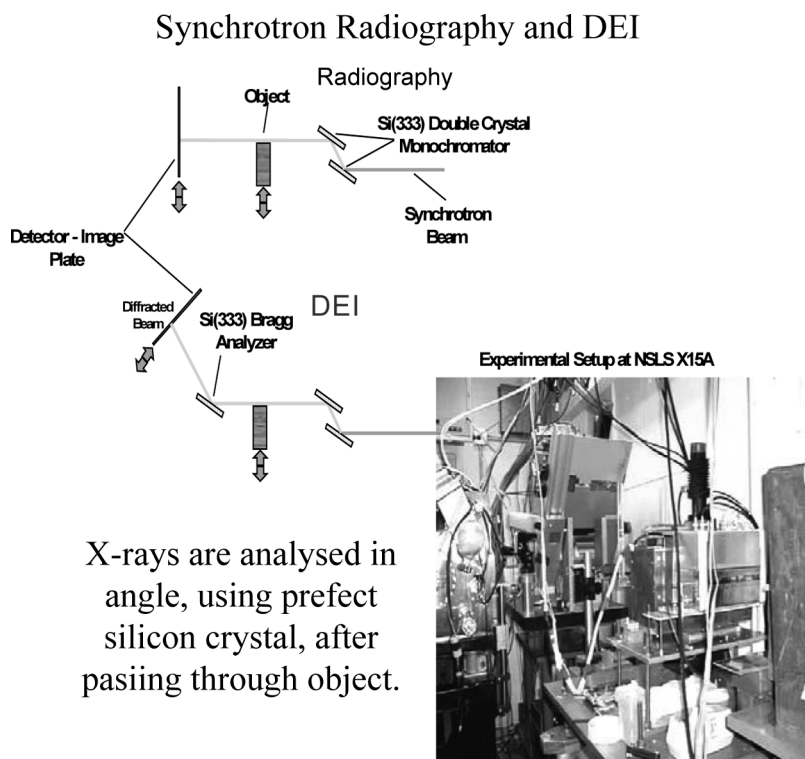 Synchrotron Radiography and DEI
Radiography
Object
Si(333) Double Crystal
Monochromator
Synchrotron
Beam
Detector - Image
Plate
Diffracted
Beam
Si(333) Bragg
Analyzer
DEI
Experimental Setup at NSLS X15A
X-rays are analysed in
angle, using prefect
silicon crystal, after
pasiing through object.